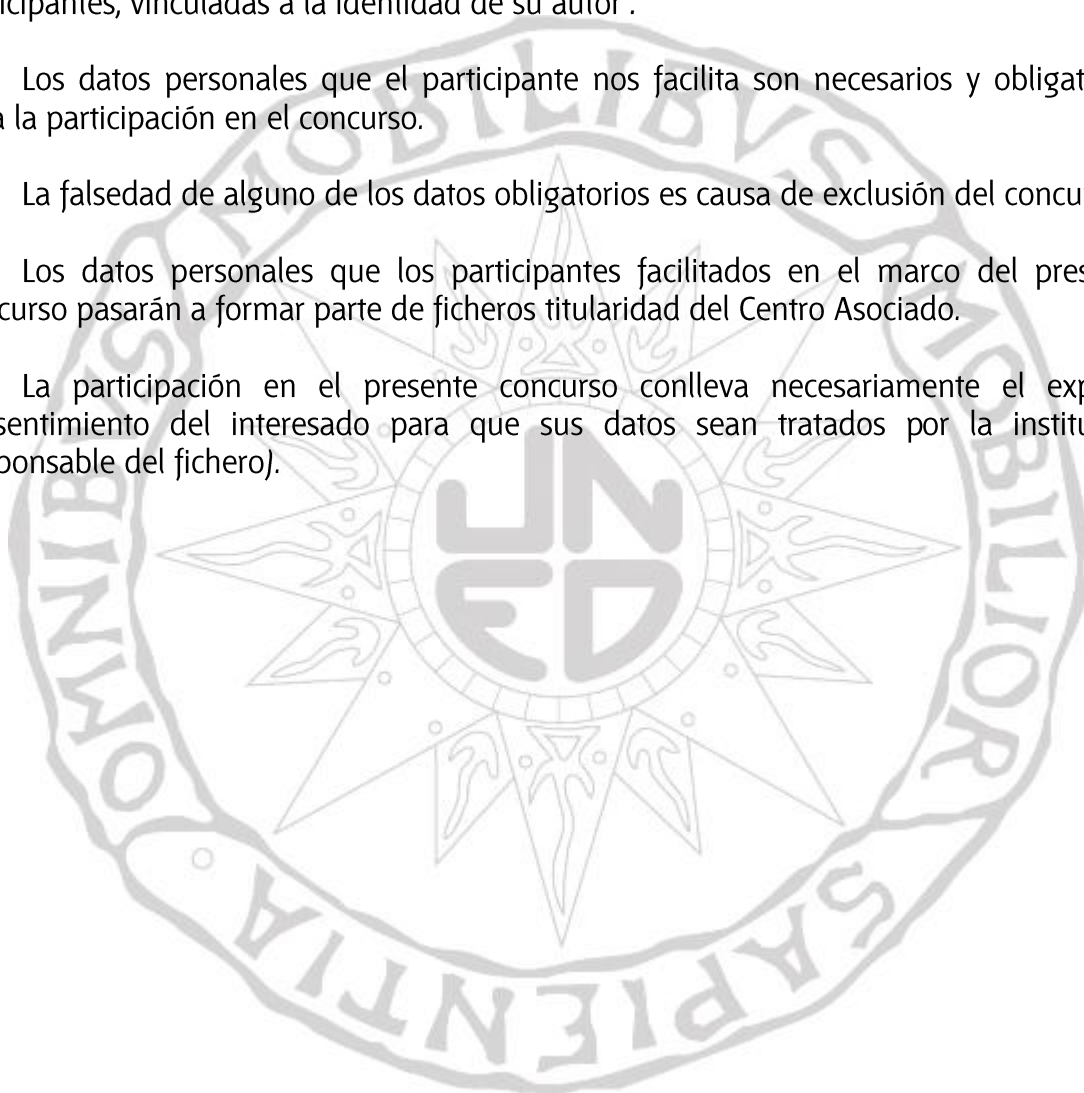 icipantes, vinculadas a la identidad de su autor".
Los datos personales que el participante nos facilita son necesarios y obligat
a la participación en el concurso.
La falsedad de alguno de los datos obligatorios es causa de exclusión del concu
Los datos personales que los participantes facilitados en el marco del pres
curso pasarán a formar parte de ficheros titularidad del Centro Asociado.
La participación en el presente concurso conlleva necesariamente el exp
sentimiento del interesado para que sus datos sean tratados por la institu
ponsable del fichero).
OMNIBVS MOBILIBVS MOBILIOR SAPIENTIA
UNED